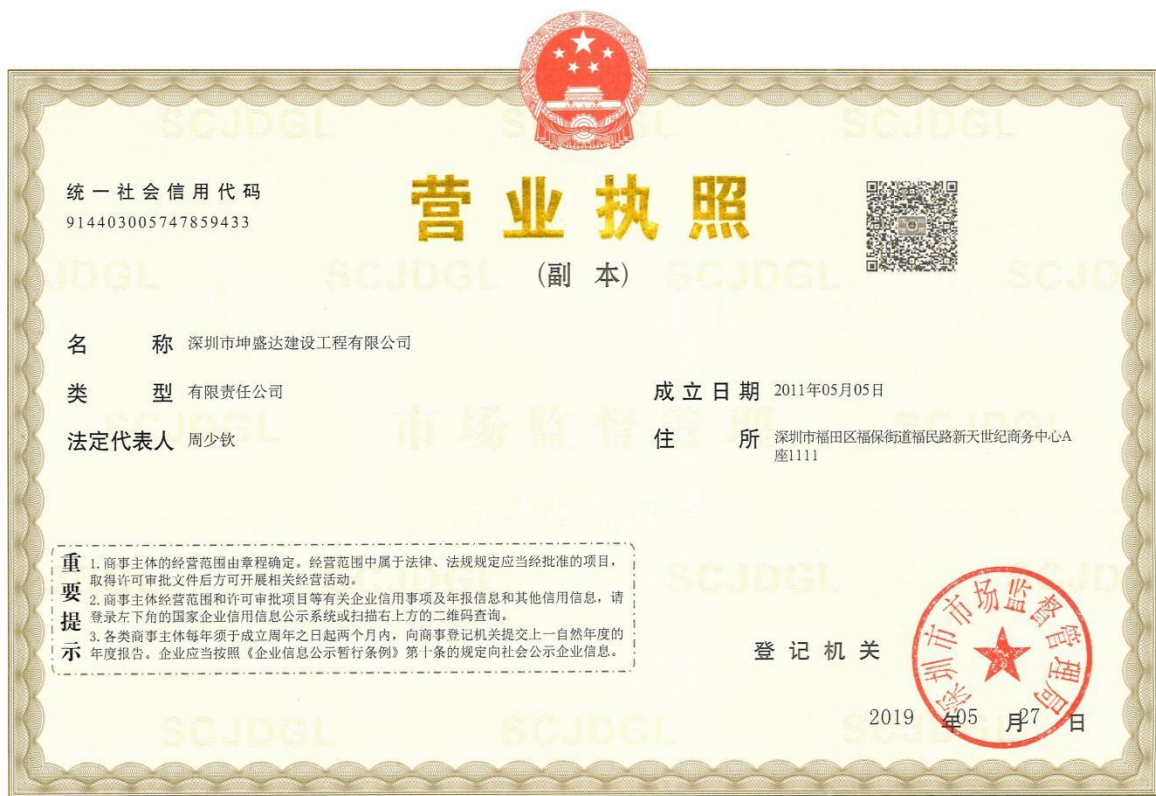 统一社会信用代码
914403005747859433
营业执照
(副 本)
名 称 深圳市坤盛达建设工程有限公司
类 型 有限责任公司
法定代表人 周少钦
成立日期 2011年05月05日
住 所 深圳市福田区福保街道福民路新天世纪商务中心A
座1111
重要提示
1. 商事主体的经营范围由章程确定。经营范围中属于法律、法规规定应当经批准的项目，
取得许可审批文件后方可开展相关经营活动。
2. 商事主体经营范围和许可审批项目等有关企业信用事项及年报信息和其他信用信息，请
登录左下角的国家企业信用信息公示系统或扫描右上方的二维码查询。
3. 各类商事主体每年须于成立周年之日起两个月内，向商事登记机关提交上一自然年度的
年度报告。企业应当按照《企业信息公示暂行条例》第十条的规定向社会公示企业信息。
登记机关
深圳市市场监督管理局
2019 年05 月27 日
SCJDGL
市场监督管理